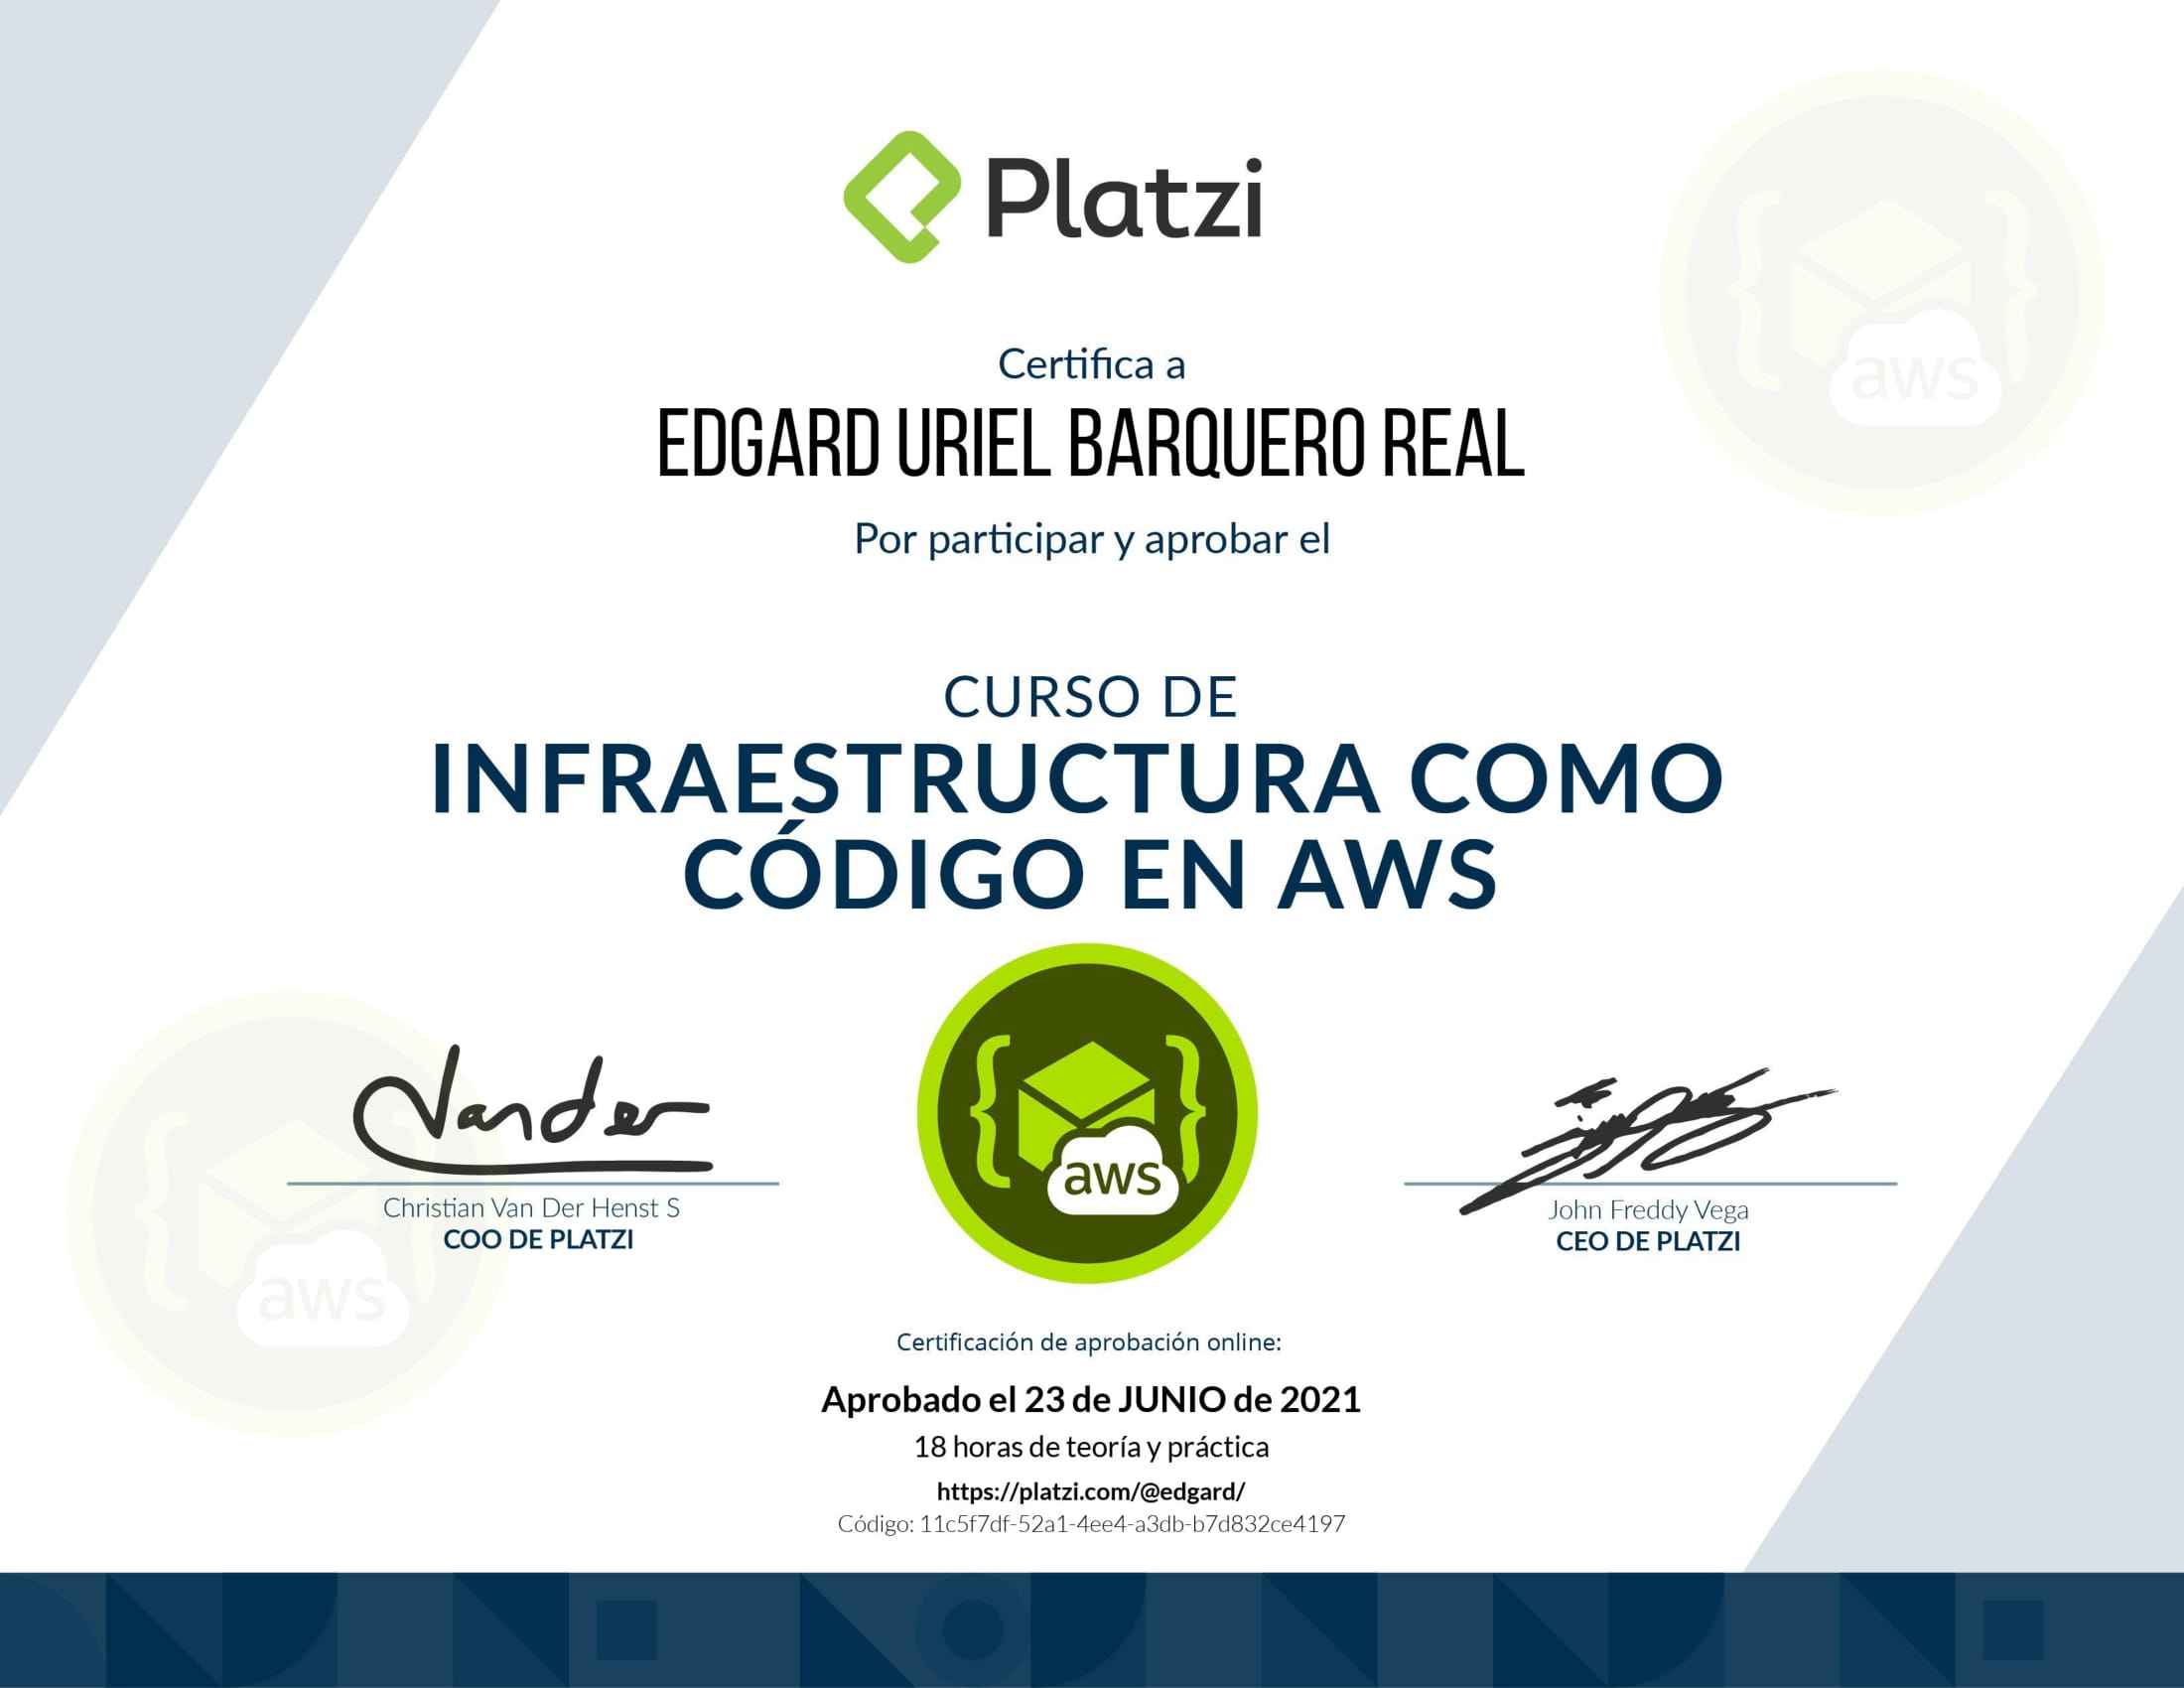 Platzi
Certifica a
EDGARD URIEL BARQUERO REAL
Por participar y aprobar el
CURSO DE
INFRAESTRUCTURA COMO
CÓDIGO EN AWS
aws
aws
Vander
Christian Van Der Henst S
COO DE PLATZI
aws
John Freddy Vega
CEO DE PLATZI
Certificación de aprobación online:
Aprobado el 23 de JUNIO de 2021
18 horas de teoría y práctica
https://platzi.com/@edgard/
Código: 11c5f7df-52a1-4ee4-a3db-b7d832ce4197